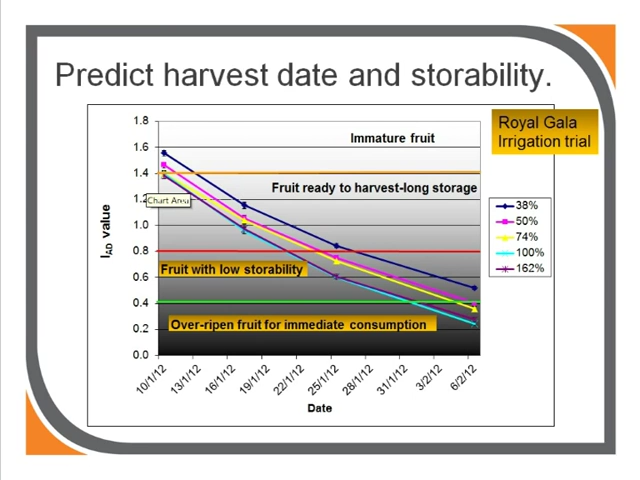 Predict harvest date and storability.
Royal Gala
Irrigation trial
1.8
1.6
1.4
1.2
1.0
0.8
0.6
0.4
0.2
0.0
I AD value
Immature fruit
Fruit ready to harvest-long storage
Chart Area
Fruit with low storability
Over-ripen fruit for immediate consumption
38%
50%
74%
100%
162%
10/1/12
13/1/12
16/1/12
19/1/12
22/1/12
25/1/12
28/1/12
31/1/12
3/2/12
6/2/12
Date